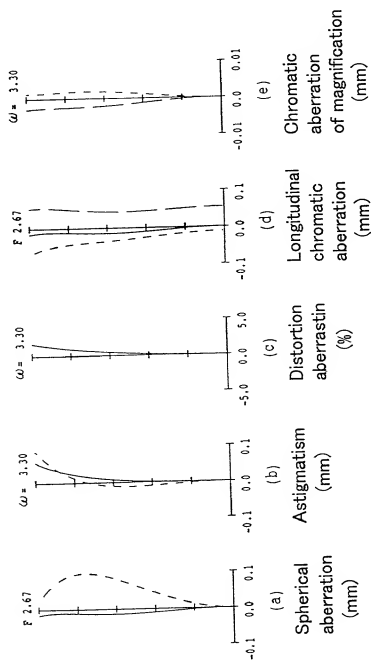 F 2.67
-0.1 0.0 0.1
(a)
Spherical
aberration
(mm)
ω= 3.30
-0.1 0.0 0.1
(b)
Astigmatism
(mm)
ω= 3.30
-5.0 0.0 5.0
(c)
Distortion
aberrastin
(%)
F 2.67
-0.1 0.0 0.1
(d)
Longitudinal
chromatic
aberration
(mm)
ω= 3.30
-0.01 0.0 0.01
(e)
Chromatic
aberration
of magnification
(mm)